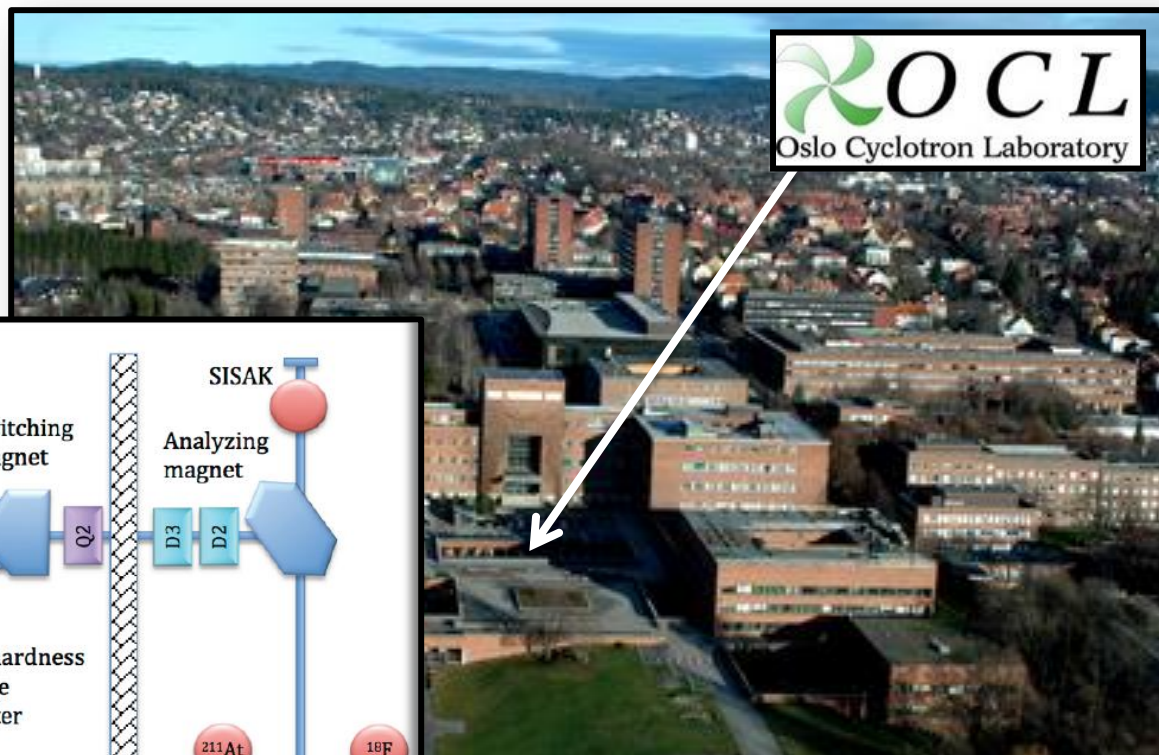 OCL
Oslo Cyclotron Laboratory
SISAK
itching
gnet
Analyzing
magnet
Q2
D3
D2
ardness
e
ter
²¹¹At
¹⁸F